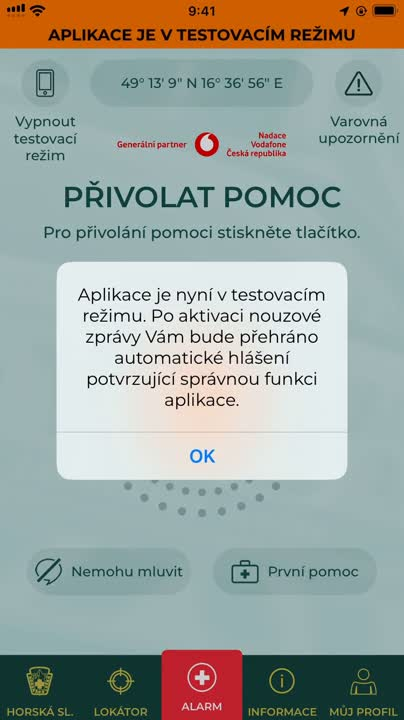 9:41
APLIKACE JE V TESTOVACÍM REŽIMU
49° 13' 9" N 16° 36' 56" E
Vypnout
testovací
režim
Varovná
upozornění
Generální partner
Nadace
Vodafone
Česká republika
PŘIVOLAT POMOC
Pro přivolání pomoci stiskněte tlačítko.
Aplikace je nyní v testovacím
režimu. Po aktivaci nouzové
zprávy Vám bude přehráno
automatické hlášení
potvrzující správnou funkci
aplikace.
OK
Nemohu mluvit
První pomoc
HORSKÁ SL.
LOKÁTOR
ALARM
INFORMACE
MŮJ PROFIL